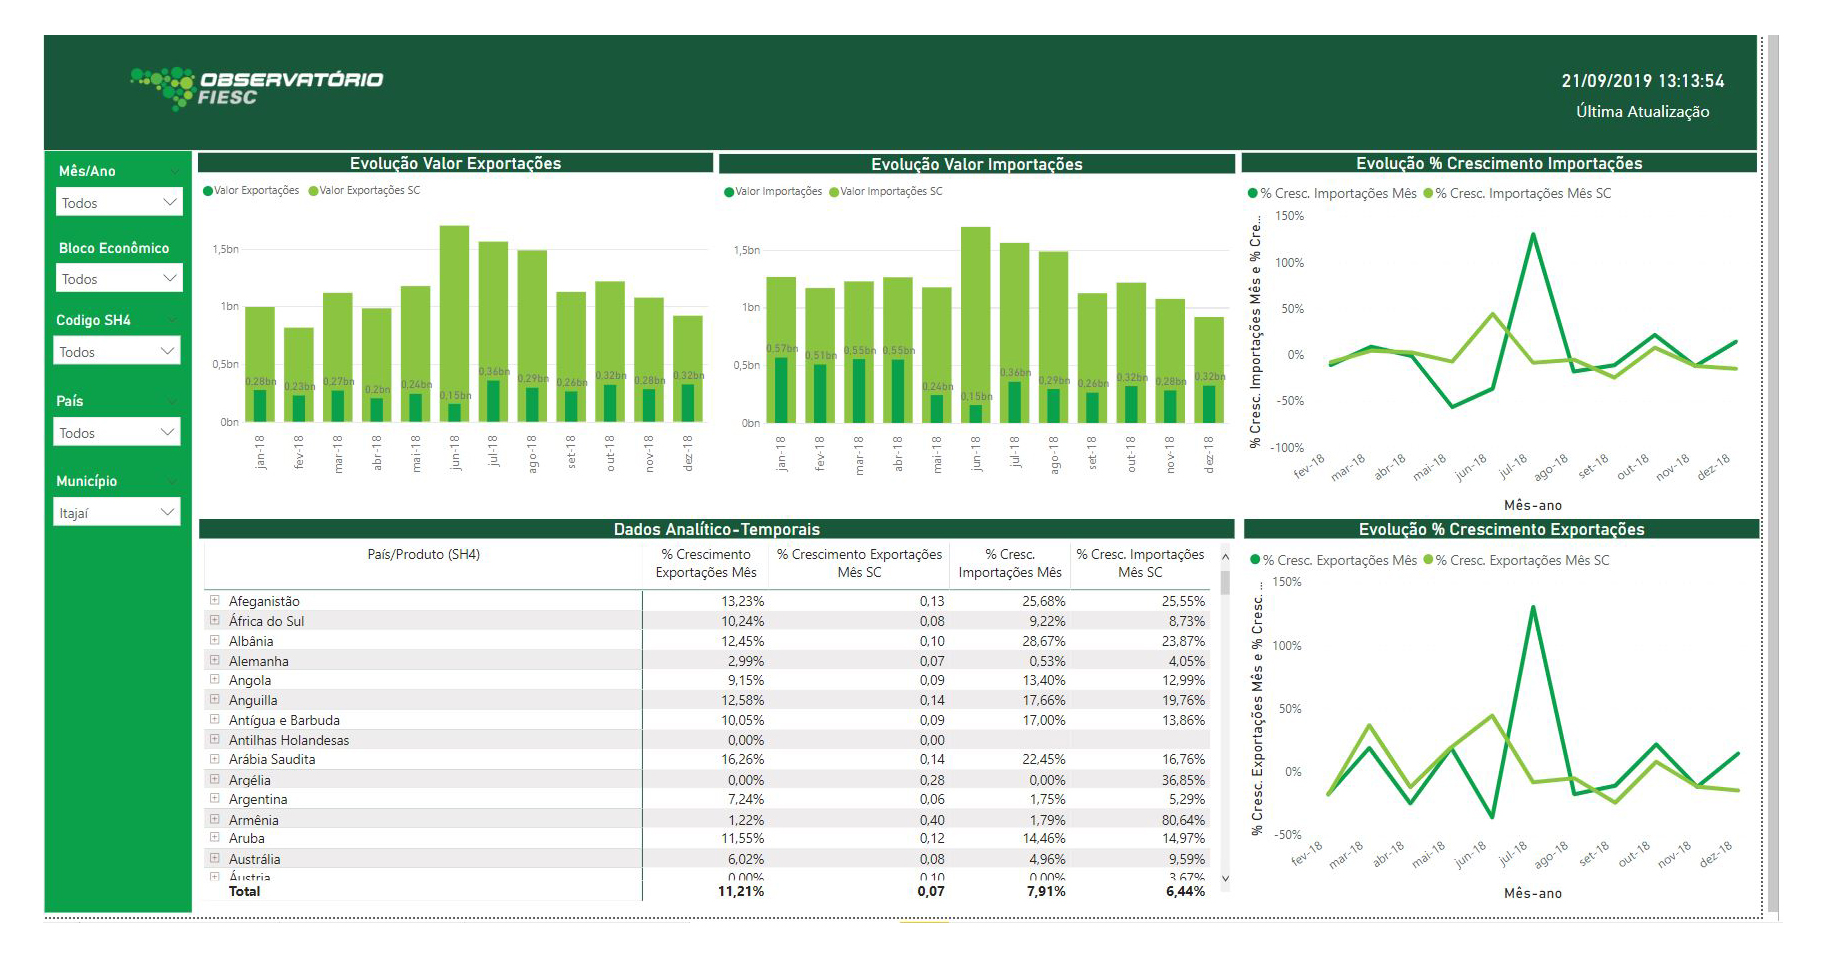 OBSERVATÓRIO
FIESC
21/09/2019 13:13:54
Última Atualização
Mês/Ano
Todos
Bloco Econômico
Todos
Codigo SH4
Todos
País
Todos
Município
Itajaí
Evolução Valor Exportações
Valor Exportações Valor Exportações SC
1,5bn
1bn
0,5bn
0bn
0,28bn 0,23bn 0,27bn 0,2bn 0,24bn 0,15bn 0,36bn 0,29bn 0,26bn 0,32bn 0,28bn 0,32bn
jan-18 fev-18 mar-18 abr-18 mai-18 jun-18 jul-18 ago-18 set-18 out-18 nov-18 dez-18
Evolução Valor Importações
Valor Importações Valor Importações SC
1,5bn
1bn
0,5bn
0bn
0,57bn 0,51bn 0,55bn 0,55bn 0,24bn 0,15bn 0,36bn 0,29bn 0,26bn 0,32bn 0,28bn 0,32bn
jan-18 fev-18 mar-18 abr-18 mai-18 jun-18 jul-18 ago-18 set-18 out-18 nov-18 dez-18
Evolução % Crescimento Importações
% Cresc. Importações Mês % Cresc. Importações Mês SC
% Cresc. Importações Mês e % Cre...
150%
100%
50%
0%
-50%
-100%
fev-18 mar-18 abr-18 mai-18 jun-18 jul-18 ago-18 set-18 out-18 nov-18 dez-18
Mês-ano
Dados Analítico-Temporais
País/Produto (SH4) % Crescimento Exportações Mês % Crescimento Exportações Mês SC % Cresc. Importações Mês % Cresc. Importações Mês SC
Afeganistão 13,23% 0,13 25,68% 25,55%
África do Sul 10,24% 0,08 9,22% 8,73%
Albânia 12,45% 0,10 28,67% 23,87%
Alemanha 2,99% 0,07 0,53% 4,05%
Angola 9,15% 0,09 13,40% 12,99%
Anguilla 12,58% 0,14 17,66% 19,76%
Antígua e Barbuda 10,05% 0,09 17,00% 13,86%
Antilhas Holandesas 0,00% 0,00
Arábia Saudita 16,26% 0,14 22,45% 16,76%
Argélia 0,00% 0,28 0,00% 36,85%
Argentina 7,24% 0,06 1,75% 5,29%
Armênia 1,22% 0,40 1,79% 80,64%
Aruba 11,55% 0,12 14,46% 14,97%
Austrália 6,02% 0,08 4,96% 9,59%
Áustria 0,00% 0,10 0,00% 3,67%
Total 11,21% 0,07 7,91% 6,44%
Evolução % Crescimento Exportações
% Cresc. Exportações Mês % Cresc. Exportações Mês SC
% Cresc. Exportações Mês e % Cresc. ...
150%
100%
50%
0%
-50%
fev-18 mar-18 abr-18 mai-18 jun-18 jul-18 ago-18 set-18 out-18 nov-18 dez-18
Mês-ano